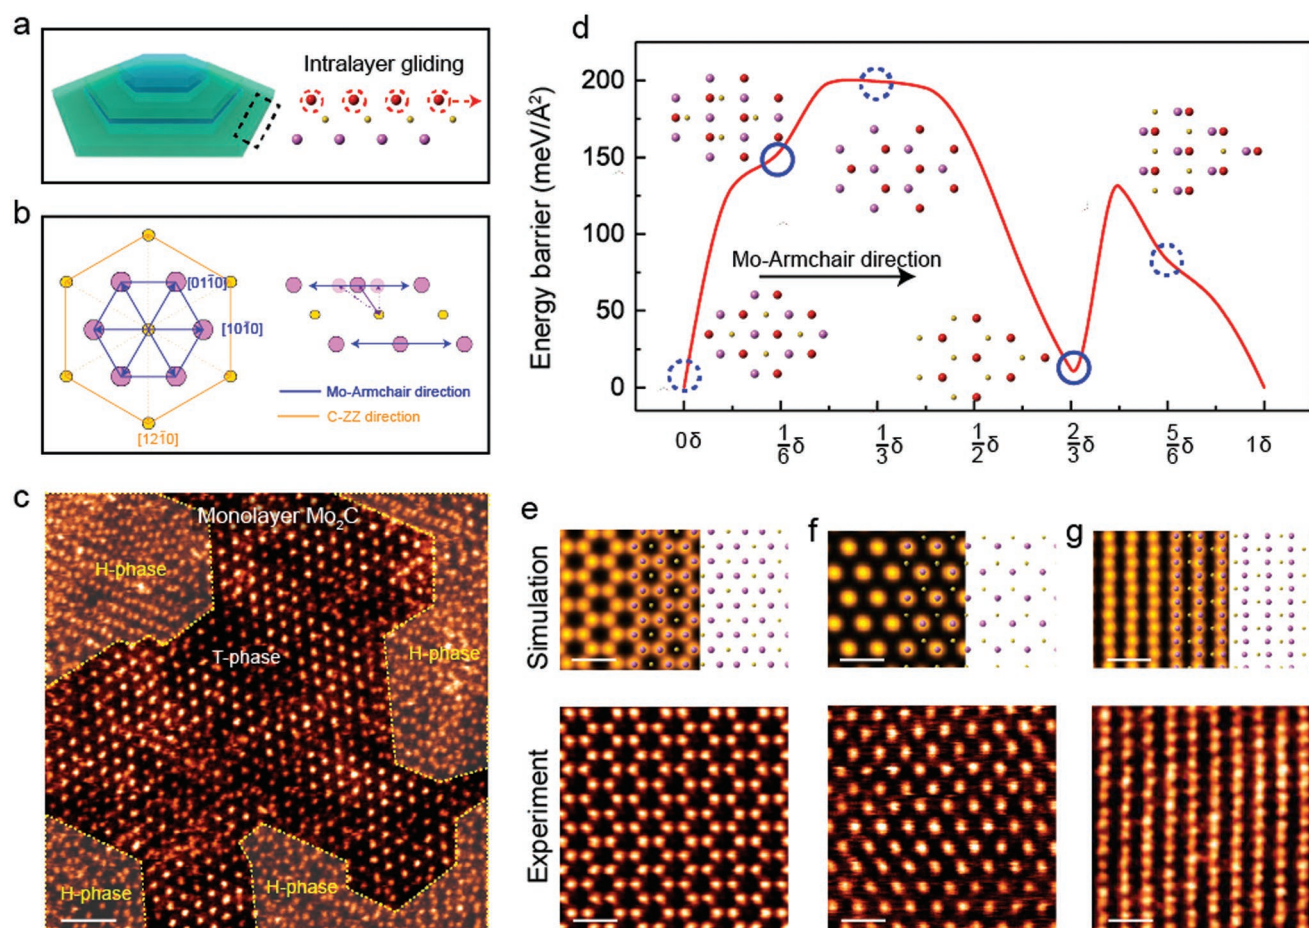 a
Intralayer gliding
b
[01̄10]
[101̄0]
Mo-Armchair direction
C-ZZ direction
[121̄0]
c
Monolayer Mo₂C
H-phase
T-phase
H-phase
H-phase
H-phase
d
Energy barrier (meV/Å²)
200
150
100
50
0
Mo-Armchair direction
0δ
1/6δ
1/3δ
1/2δ
2/3δ
5/6δ
1δ
e
f
g
Simulation
Experiment